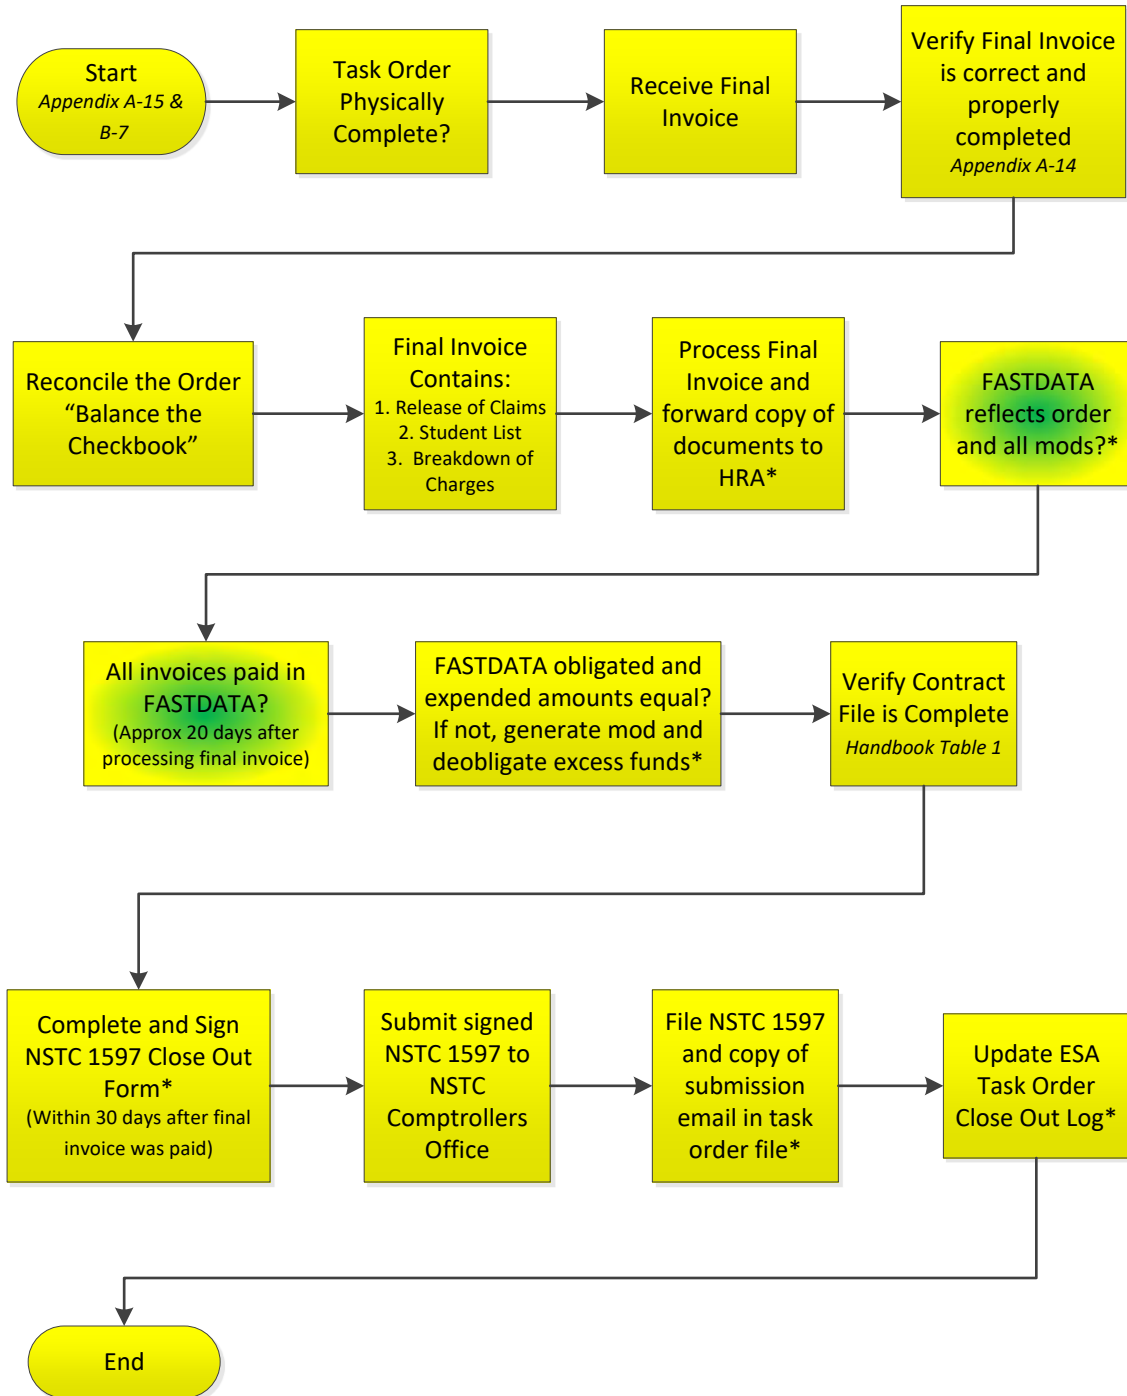 Start
Appendix A-15 &
B-7
Task Order
Physically
Complete?
Receive Final
Invoice
Verify Final Invoice
is correct and
properly
completed
Appendix A-14
Reconcile the Order
“Balance the
Checkbook”
Final Invoice
Contains:
1. Release of Claims
2. Student List
3. Breakdown of
Charges
Process Final
Invoice and
forward copy of
documents to
HRA*
FASTDATA
reflects order
and all mods?*
All invoices paid in
FASTDATA?
(Approx 20 days after
processing final invoice)
FASTDATA obligated and
expended amounts equal?
If not, generate mod and
deobligate excess funds*
Verify Contract
File is Complete
Handbook Table 1
Complete and Sign
NSTC 1597 Close Out
Form*
(Within 30 days after final
invoice was paid)
Submit signed
NSTC 1597 to
NSTC
Comptrollers
Office
File NSTC 1597
and copy of
submission
email in task
order file*
Update ESA
Task Order
Close Out Log*
End